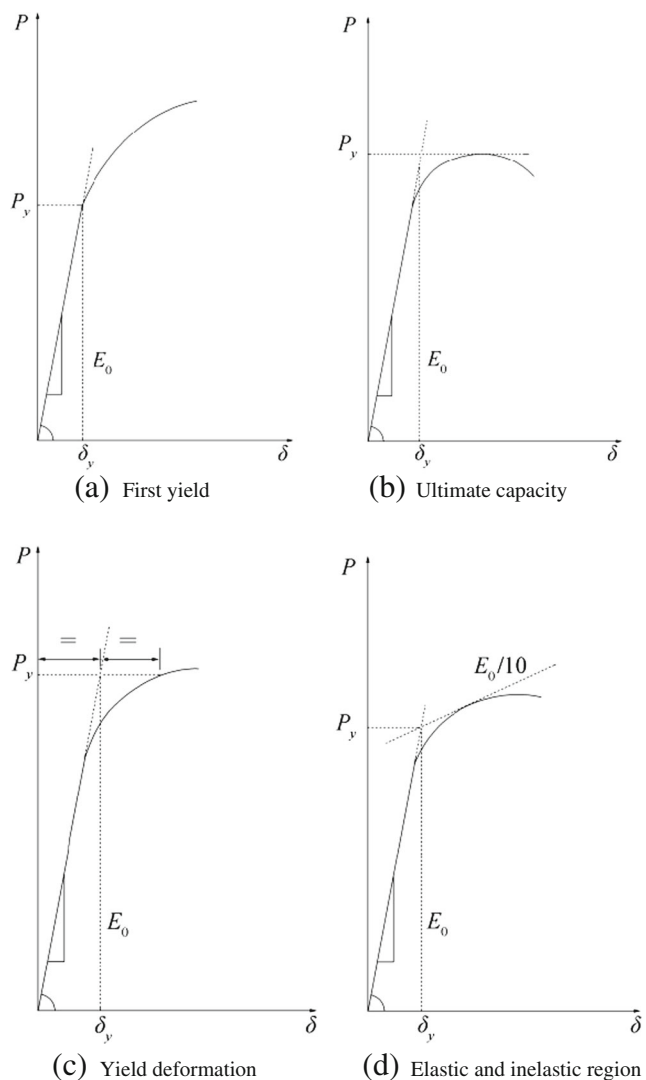 P
P_y
E_0
δ_y
δ
(a) First yield
P
P_y
E_0
δ_y
δ
(b) Ultimate capacity
P
= =
P_y
E_0
δ_y
δ
(c) Yield deformation
P
E_0/10
P_y
E_0
δ_y
δ
(d) Elastic and inelastic region